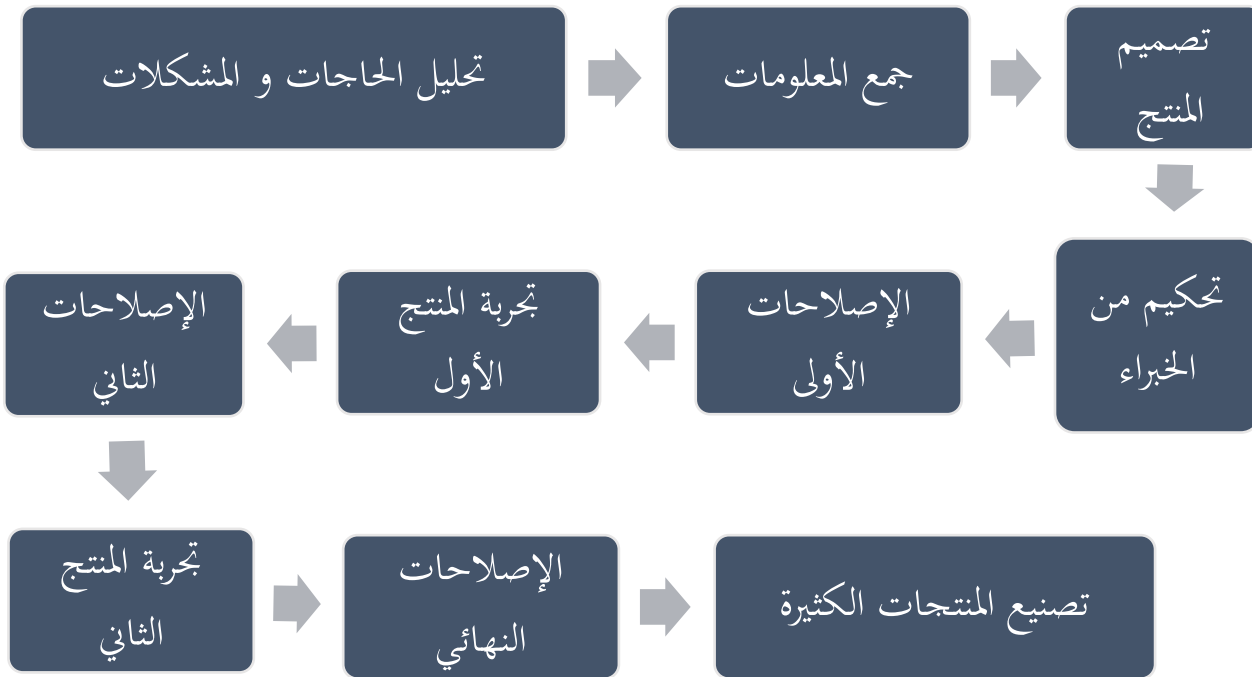 تحليل الحاجات و المشكلات
جمع المعلومات
تصميم
المنتج
تحكيم من
الخبراء
الإصلاحات
الأولى
تجربة المنتج
الأول
الإصلاحات
الثاني
تجربة المنتج
الثاني
الإصلاحات
النهائي
تصنيع المنتجات الكثيرة